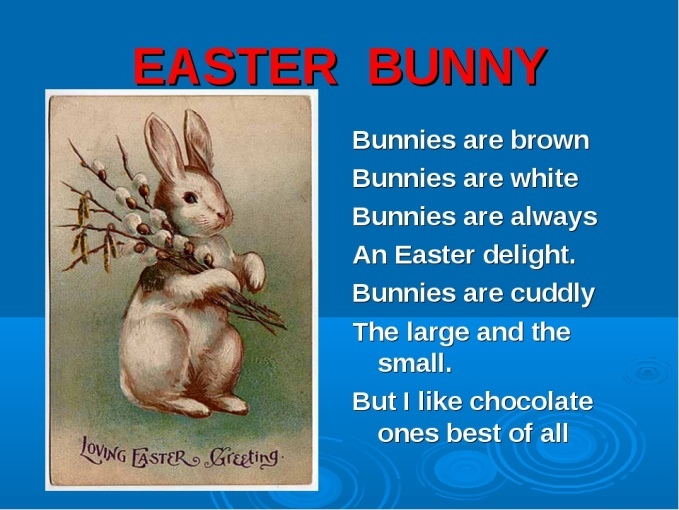 EASTER BUNNY
Bunnies are brown
Bunnies are white
Bunnies are always
An Easter delight.
Bunnies are cuddly
The large and the
small.
But I like chocolate
ones best of all
Loving Easter Greeting.